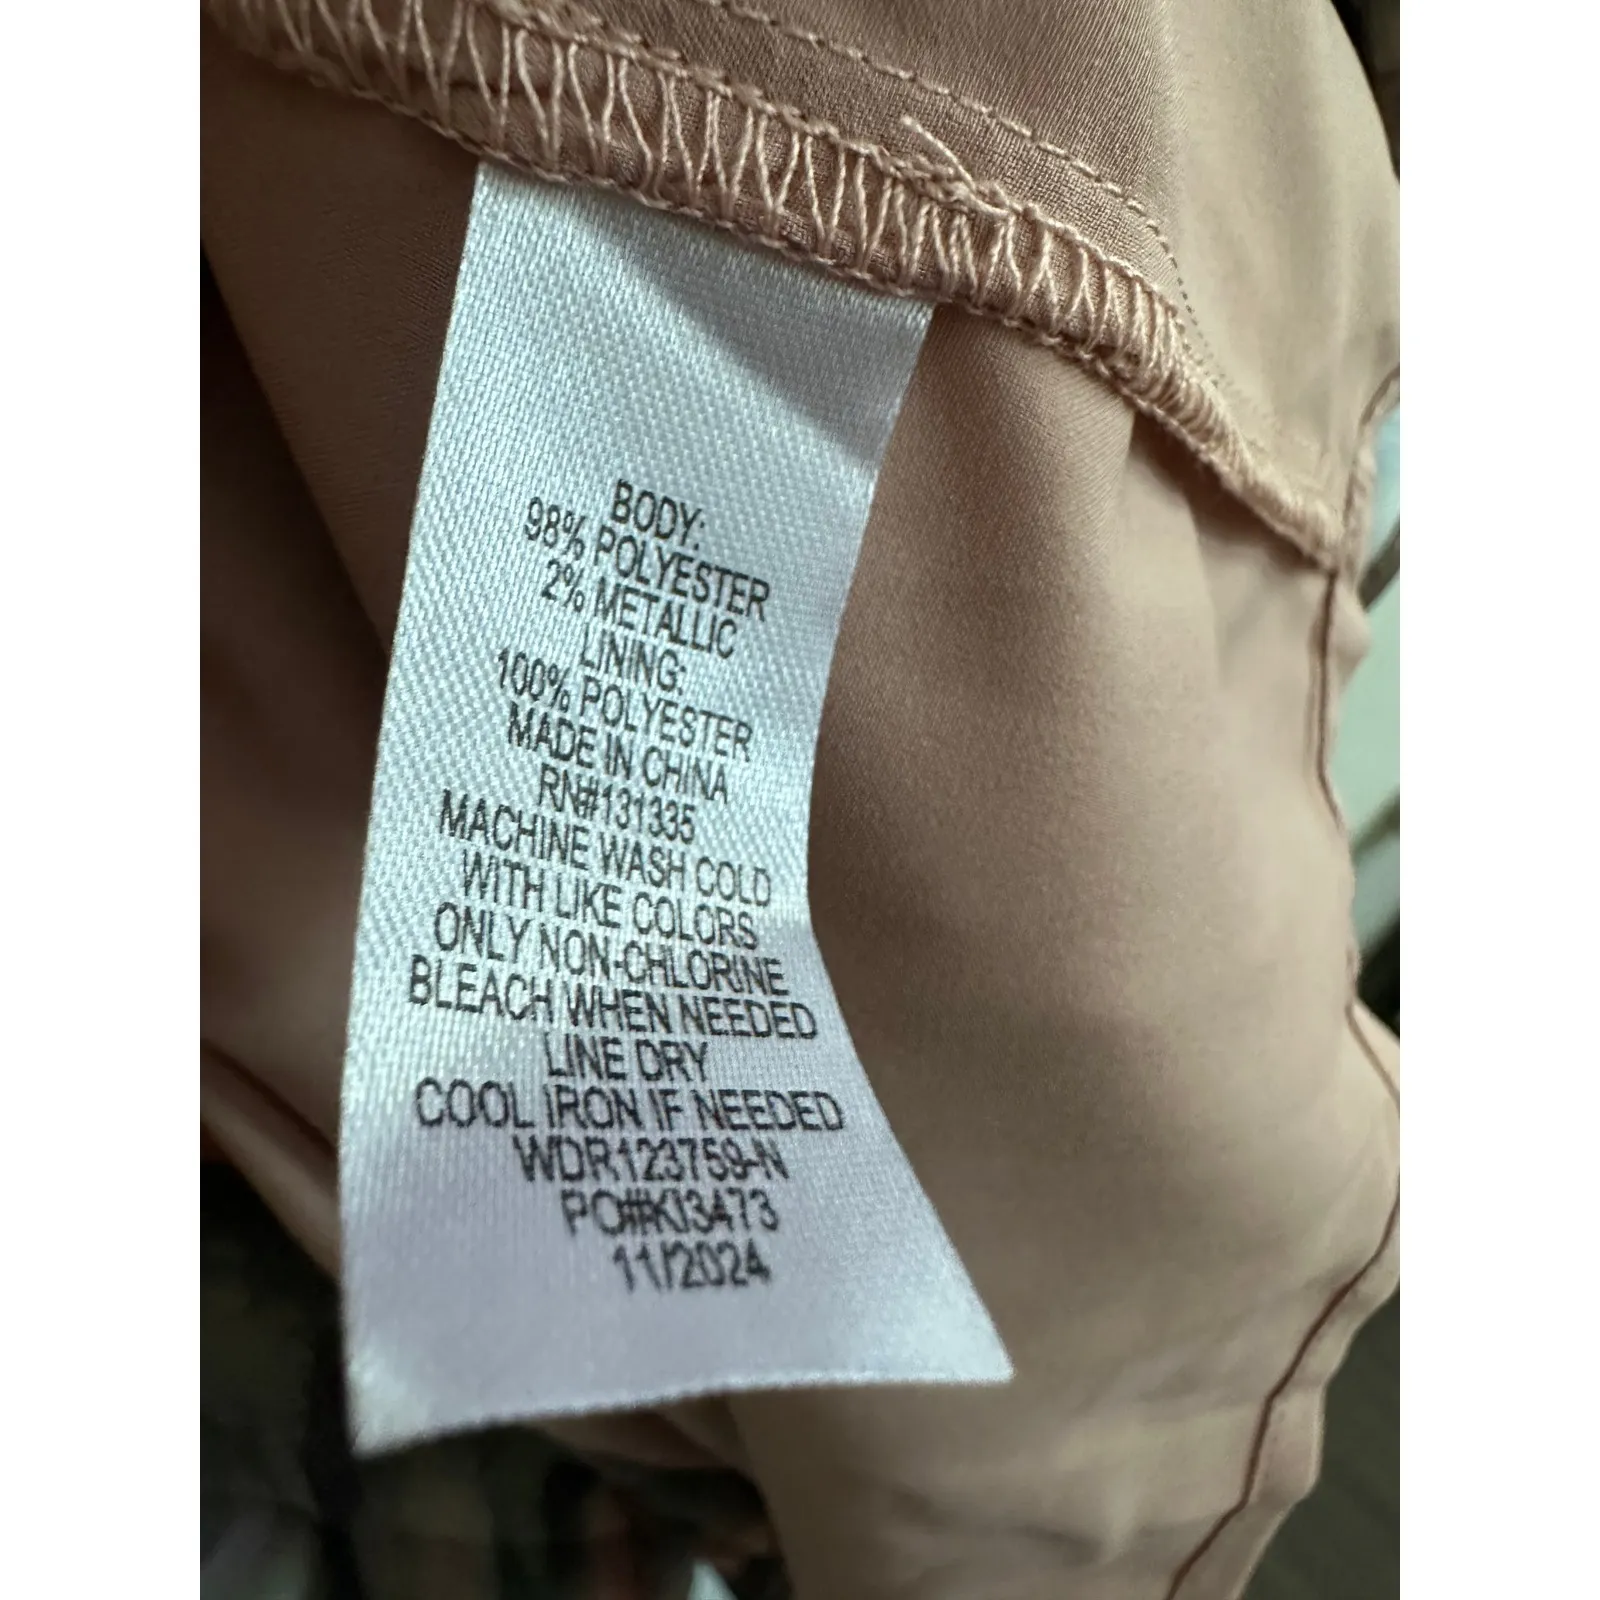 BODY:
98% POLYESTER
2% METALLIC
LINING:
100% POLYESTER
MADE IN CHINA
RN#131335
MACHINE WASH COLD
WITH LIKE COLORS
ONLY NON-CHLORINE
BLEACH WHEN NEEDED
LINE DRY
COOL IRON IF NEEDED
WDR123759-N
PO#KI3473
11/2024